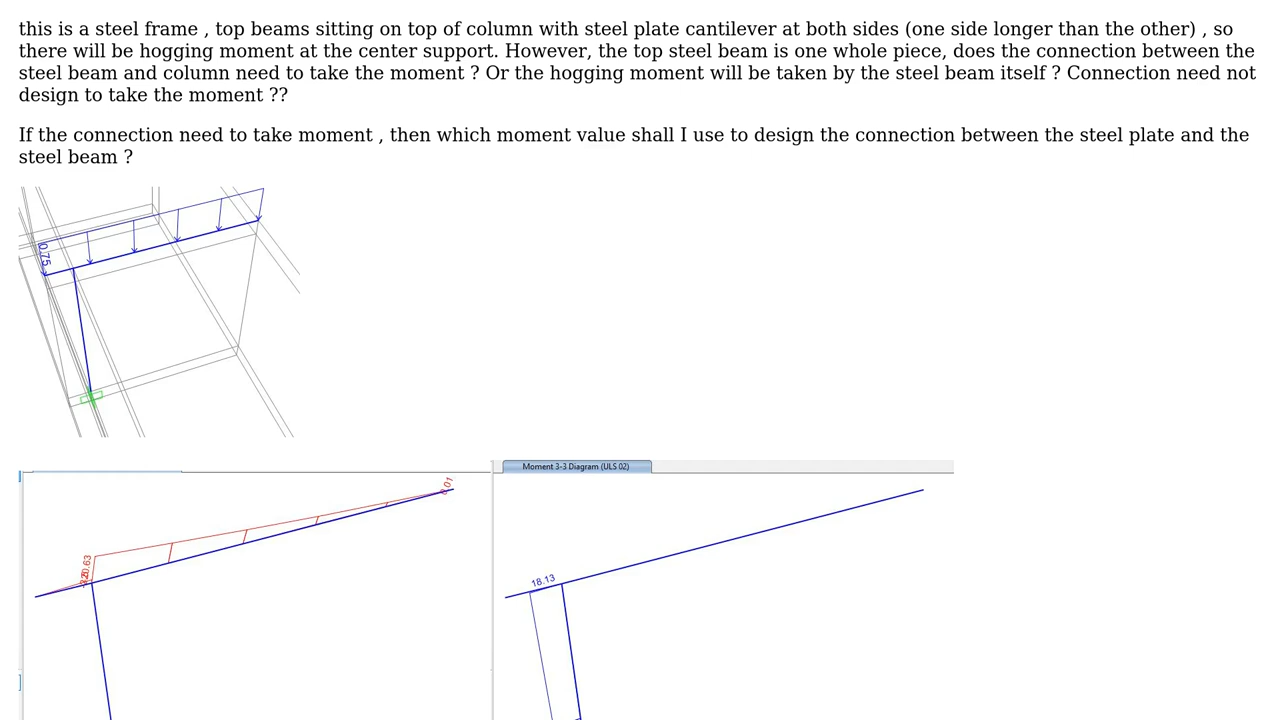 this is a steel frame , top beams sitting on top of column with steel plate cantilever at both sides (one side longer than the other) , so
there will be hogging moment at the center support. However, the top steel beam is one whole piece, does the connection between the
steel beam and column need to take the moment ? Or the hogging moment will be taken by the steel beam itself ? Connection need not
design to take the moment ??
If the connection need to take moment , then which moment value shall I use to design the connection between the steel plate and the
steel beam ?
0.75
Moment 3-3 Diagram (ULS 02)
0.01
18.13